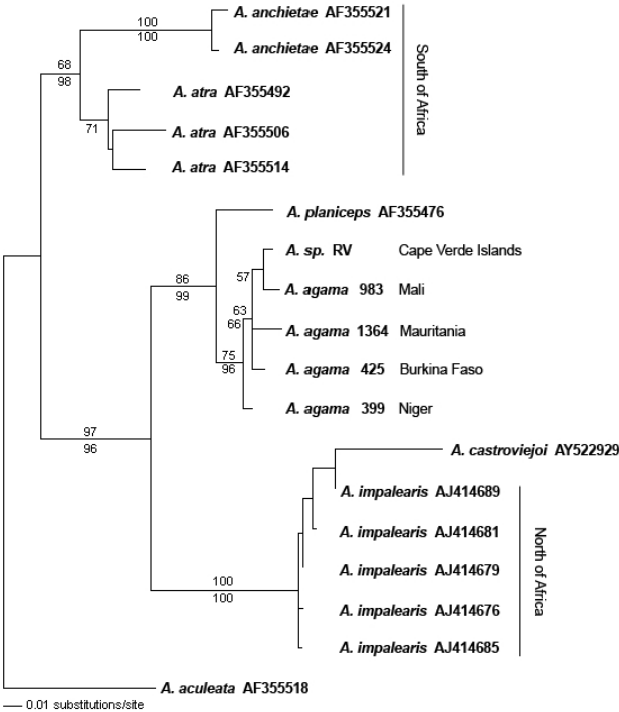 A. anchietae AF355521
100
100
A. anchietae AF355524
South of Africa
68
98
A. atra AF355492
71
A. atra AF355506
A. atra AF355514
A. planiceps AF355476
A. sp. RV Cape Verde Islands
57
86
99
A. agama 983 Mali
63
66
A. agama 1364 Mauritania
75
96
A. agama 425 Burkina Faso
A. agama 399 Niger
97
96
A. castroviejoi AY522929
A. impalearis AJ414689
A. impalearis AJ414681
North of Africa
A. impalearis AJ414679
100
100
A. impalearis AJ414676
A. impalearis AJ414685
A. aculeata AF355518
0.01 substitutions/site